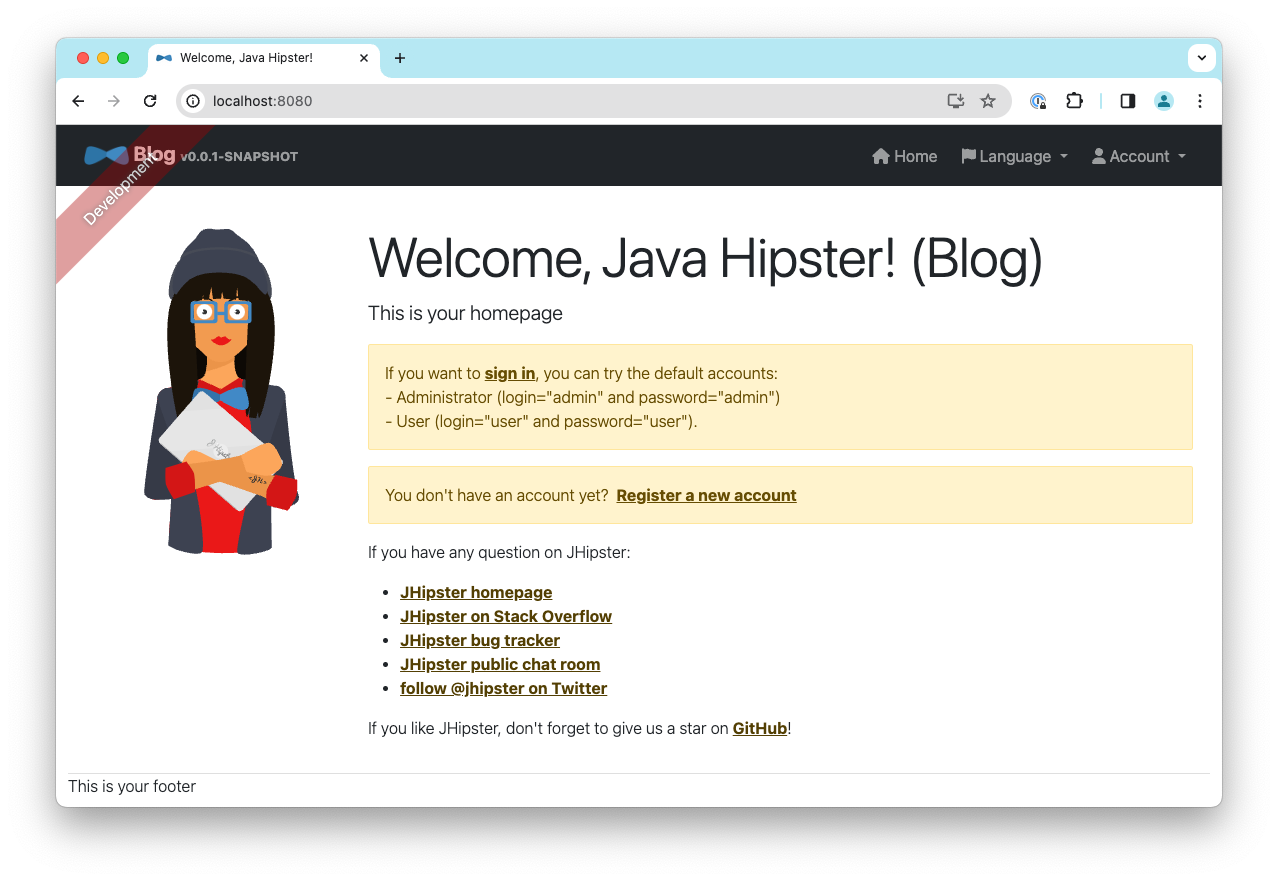 Welcome, Java Hipster!
localhost:8080
Blog v0.0.1-SNAPSHOT
Home
Language
Account
Development
Welcome, Java Hipster! (Blog)
This is your homepage
If you want to sign in, you can try the default accounts:
- Administrator (login="admin" and password="admin")
- User (login="user" and password="user").
You don't have an account yet? Register a new account
If you have any question on JHipster:
• JHipster homepage
• JHipster on Stack Overflow
• JHipster bug tracker
• JHipster public chat room
• follow @jhipster on Twitter
If you like JHipster, don't forget to give us a star on GitHub!
This is your footer